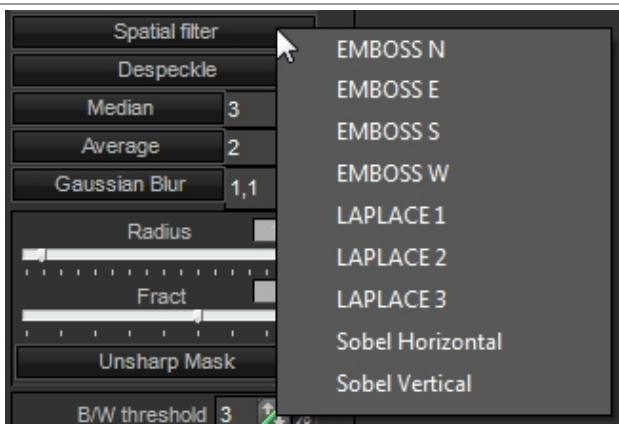 Spatial filter
Despeckle
Median 3
Average 2
Gaussian Blur 1,1
Radius
Fract
Unsharp Mask
B/W threshold 3
EMBOSS N
EMBOSS E
EMBOSS S
EMBOSS W
LAPLACE 1
LAPLACE 2
LAPLACE 3
Sobel Horizontal
Sobel Vertical